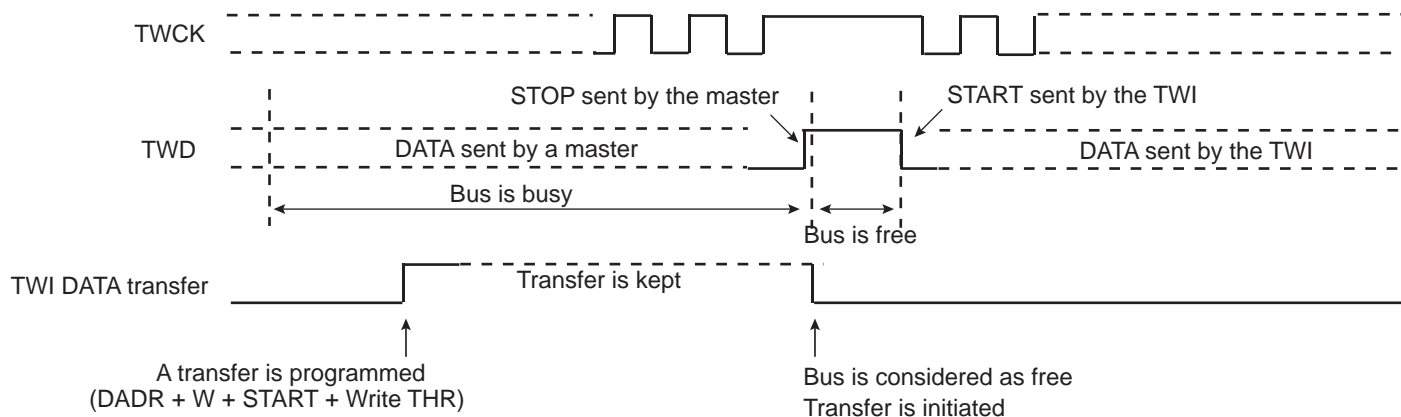 TWCK
STOP sent by the master
START sent by the TWI
TWD
DATA sent by a master
DATA sent by the TWI
Bus is busy
Bus is free
TWI DATA transfer
Transfer is kept
A transfer is programmed
(DADR + W + START + Write THR)
Bus is considered as free
Transfer is initiated